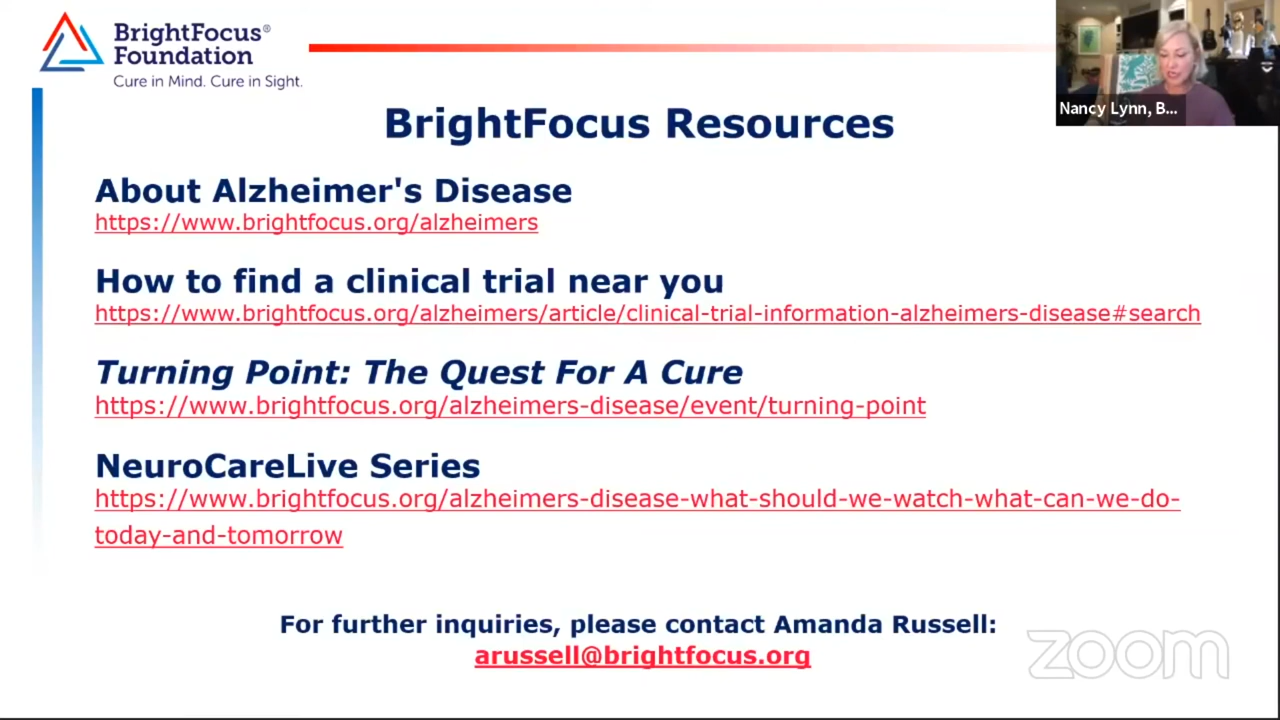 BrightFocus®
Foundation
Cure in Mind. Cure in Sight.
Nancy Lynn, B...
BrightFocus Resources
About Alzheimer's Disease
https://www.brightfocus.org/alzheimers
How to find a clinical trial near you
https://www.brightfocus.org/alzheimers/article/clinical-trial-information-alzheimers-disease#search
Turning Point: The Quest For A Cure
https://www.brightfocus.org/alzheimers-disease/event/turning-point
NeuroCareLive Series
https://www.brightfocus.org/alzheimers-disease-what-should-we-watch-what-can-we-do-
today-and-tomorrow
For further inquiries, please contact Amanda Russell:
arussell@brightfocus.org
zoom